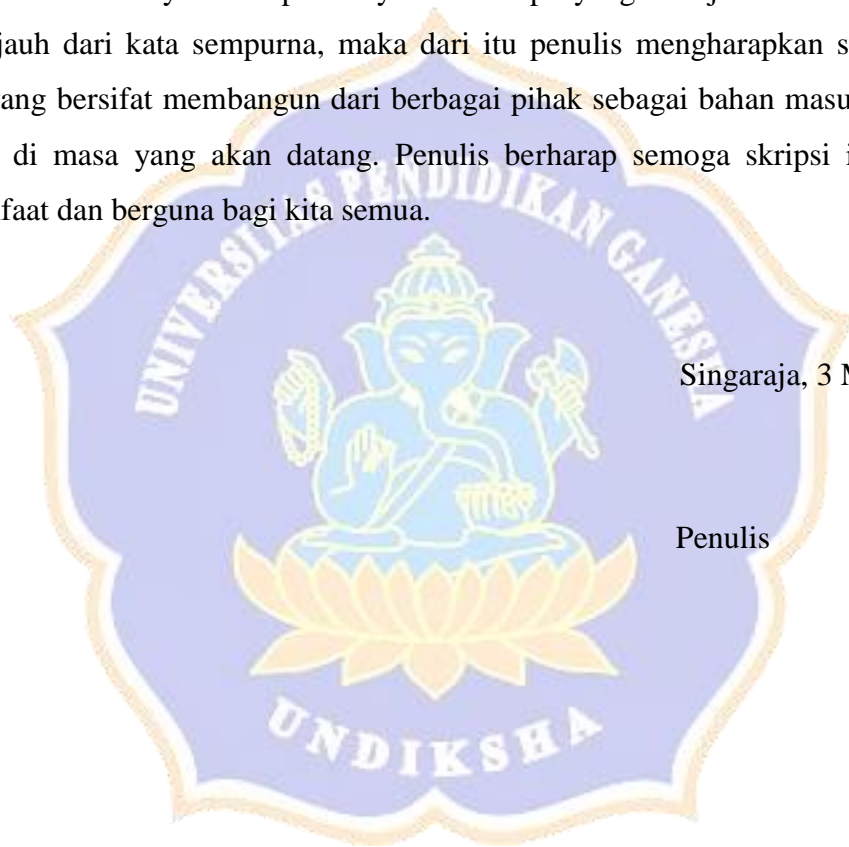 jauh dari kata sempurna, maka dari itu penulis mengharapkan s
ang bersifat membangun dari berbagai pihak sebagai bahan masu
di masa yang akan datang. Penulis berharap semoga skripsi i
faat dan berguna bagi kita semua.
UNIVERSITAS PENDIDIKAN GANESHA
Singaraja, 3 M
Penulis
UNDIKSHA